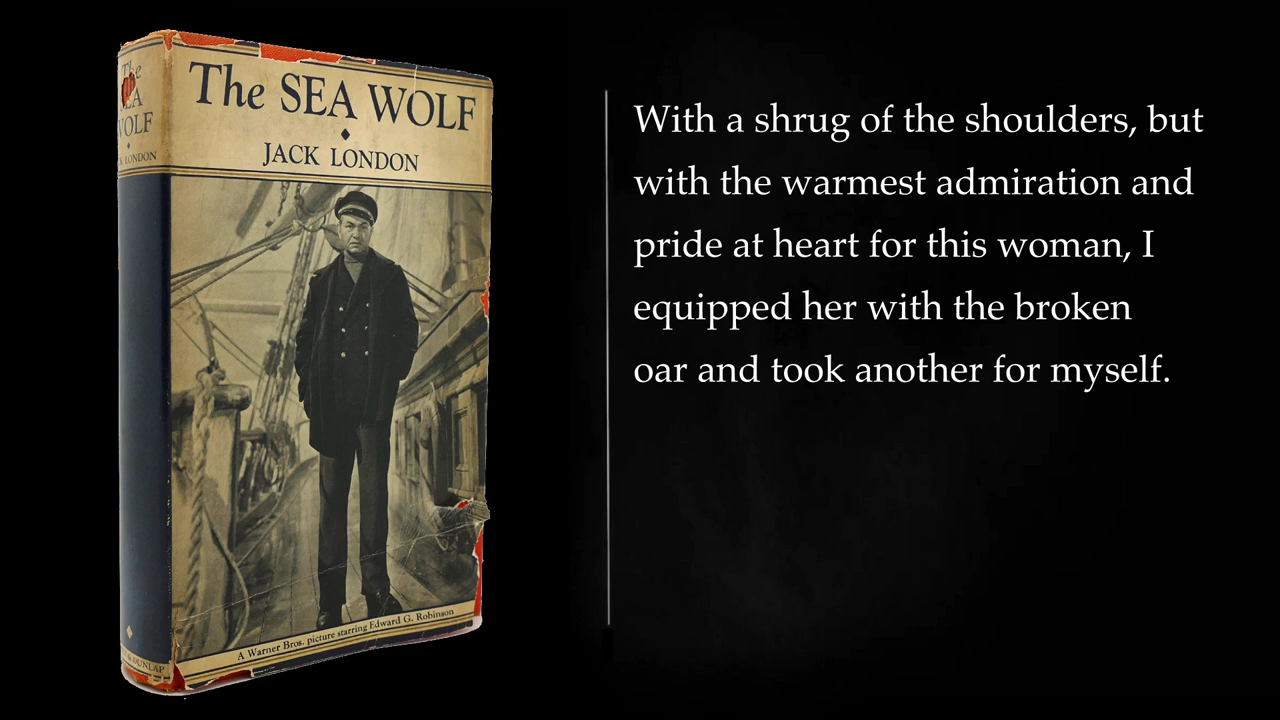 The
SEA
WOLF
LONDON
DUNLAP
The SEA WOLF
JACK LONDON
A Warner Bros. picture starring Edward G. Robinson
With a shrug of the shoulders, but
with the warmest admiration and
pride at heart for this woman, I
equipped her with the broken
oar and took another for myself.